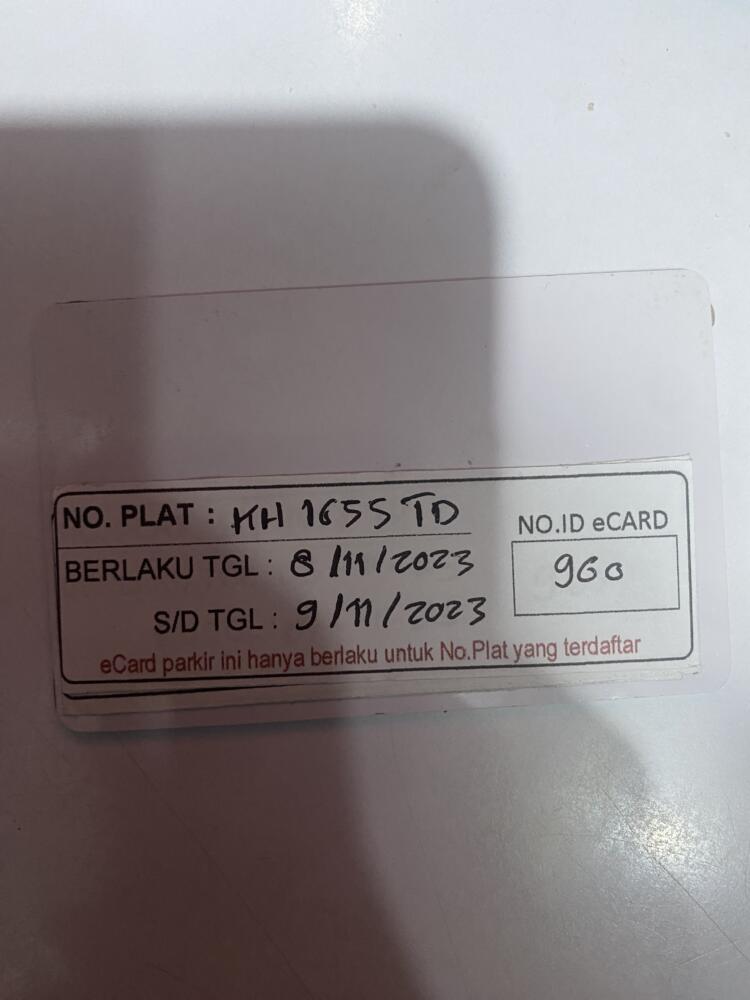 NO. PLAT : KH 1655 TD
NO.ID eCARD
BERLAKU TGL : 8/11/2023
960
S/D TGL : 9/11/2023
eCard parkir ini hanya berlaku untuk No.Plat yang terdaftar